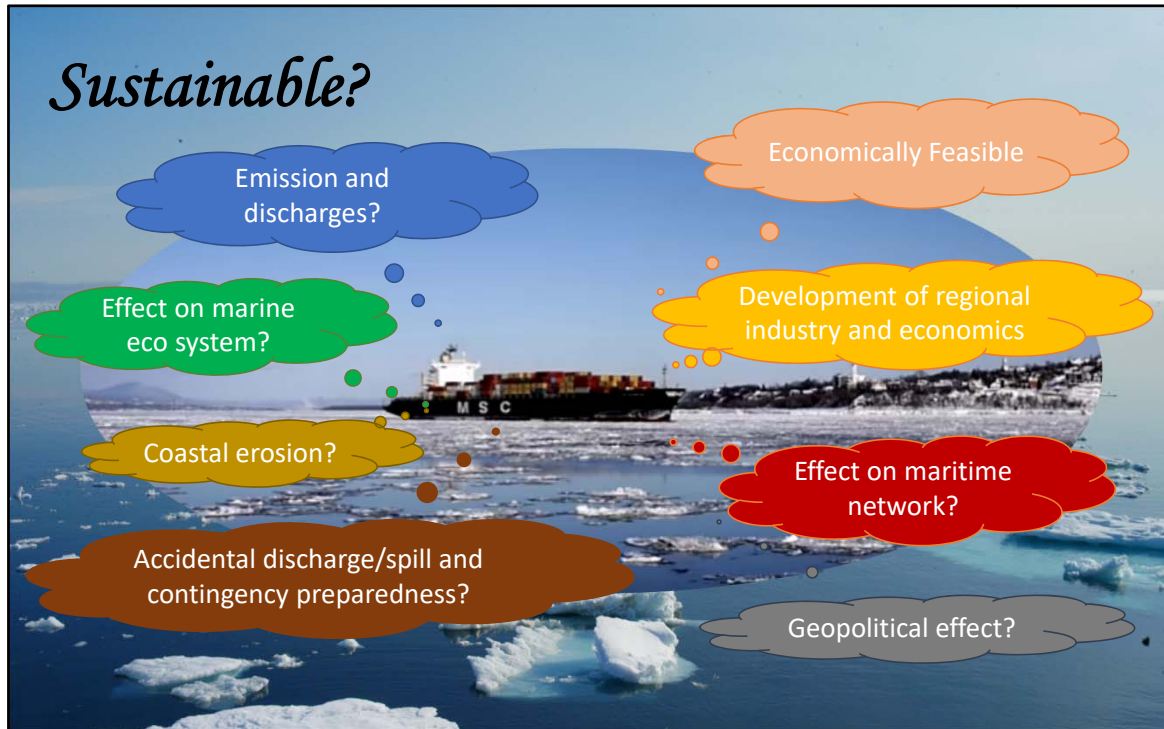 Sustainable?
Emission and
discharges?
Effect on marine
eco system?
Coastal erosion?
Accidental discharge/spill and
contingency preparedness?
Economically Feasible
Development of regional
industry and economics
Effect on maritime
network?
Geopolitical effect?
M S C